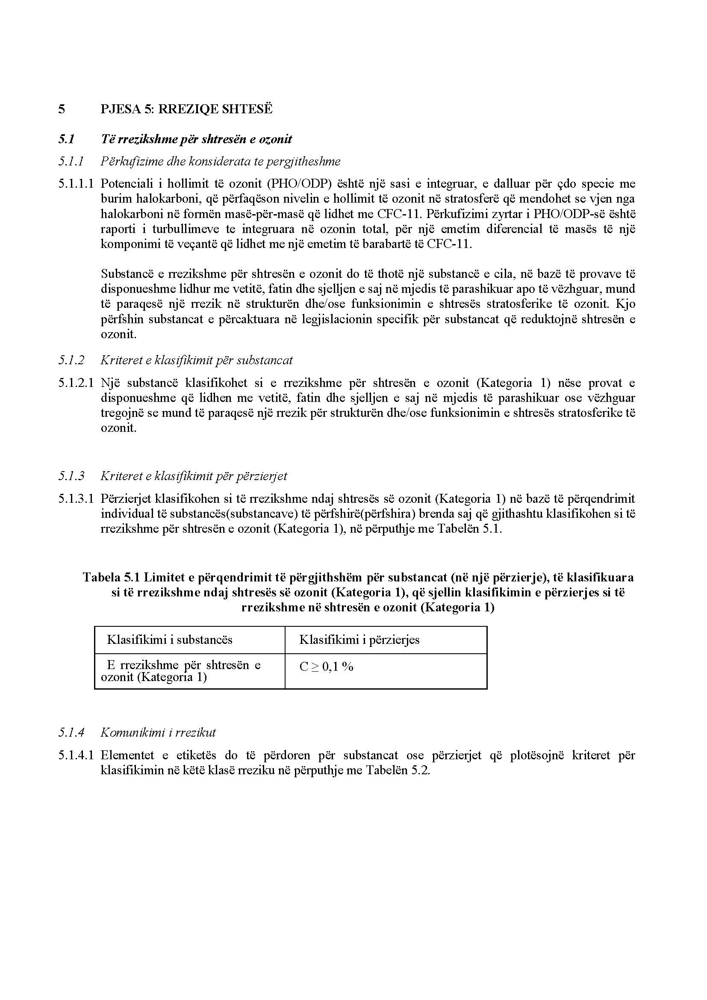 5 PJESA 5: RREZIQE SHTESË
5.1 Të rrezikshme për shtresën e ozonit
5.1.1 Përkufizime dhe konsiderata te pergjitheshme
5.1.1.1 Potenciali i hollimit të ozonit (PHO/ODP) është një sasi e integruar, e dalluar për çdo specie me
burim halokarboni, që përfaqëson nivelin e hollimit të ozonit në stratosferë që mendohet se vjen nga
halokarboni në formën masë-për-masë që lidhet me CFC-11. Përkufizimi zyrtar i PHO/ODP-së është
raporti i turbullimeve te integruara në ozonin total, për një emetim diferencial të masës të një
komponimi të veçantë që lidhet me një emetim të barabartë të CFC-11.
Substancë e rrezikshme për shtresën e ozonit do të thotë një substancë e cila, në bazë të provave të
disponueshme lidhur me vetitë, fatin dhe sjelljen e saj në mjedis të parashikuar apo të vëzhguar, mund
të paraqesë një rrezik në strukturën dhe/ose funksionimin e shtresës stratosferike të ozonit. Kjo
përfshin substancat e përcaktuara në legjislacionin specifik për substancat që reduktojnë shtresën e
ozonit.
5.1.2 Kriteret e klasifikimit për substancat
5.1.2.1 Një substancë klasifikohet si e rrezikshme për shtresën e ozonit (Kategoria 1) nëse provat e
disponueshme që lidhen me vetitë, fatin dhe sjelljen e saj në mjedis të parashikuar ose vëzhguar
tregojnë se mund të paraqesë një rrezik për strukturën dhe/ose funksionimin e shtresës stratosferike të
ozonit.
5.1.3 Kriteret e klasifikimit për përzierjet
5.1.3.1 Përzierjet klasifikohen si të rrezikshme ndaj shtresës së ozonit (Kategoria 1) në bazë të përqendrimit
individual të substancës(substancave) të përfshirë(përfshira) brenda saj që gjithashtu klasifikohen si të
rrezikshme për shtresën e ozonit (Kategoria 1), në përputhje me Tabelën 5.1.
Tabela 5.1 Limitet e përqendrimit të përgjithshëm për substancat (në një përzierje), të klasifikuara
si të rrezikshme ndaj shtresës së ozonit (Kategoria 1), që sjellin klasifikimin e përzierjes si të
rrezikshme në shtresën e ozonit (Kategoria 1)
Klasifikimi i substancës Klasifikimi i përzierjes
E rrezikshme për shtresën e C ≥ 0,1 %
ozonit (Kategoria 1)
5.1.4 Komunikimi i rrezikut
5.1.4.1 Elementet e etiketës do të përdoren për substancat ose përzierjet që plotësojnë kriteret për
klasifikimin në këtë klasë rreziku në përputhje me Tabelën 5.2.